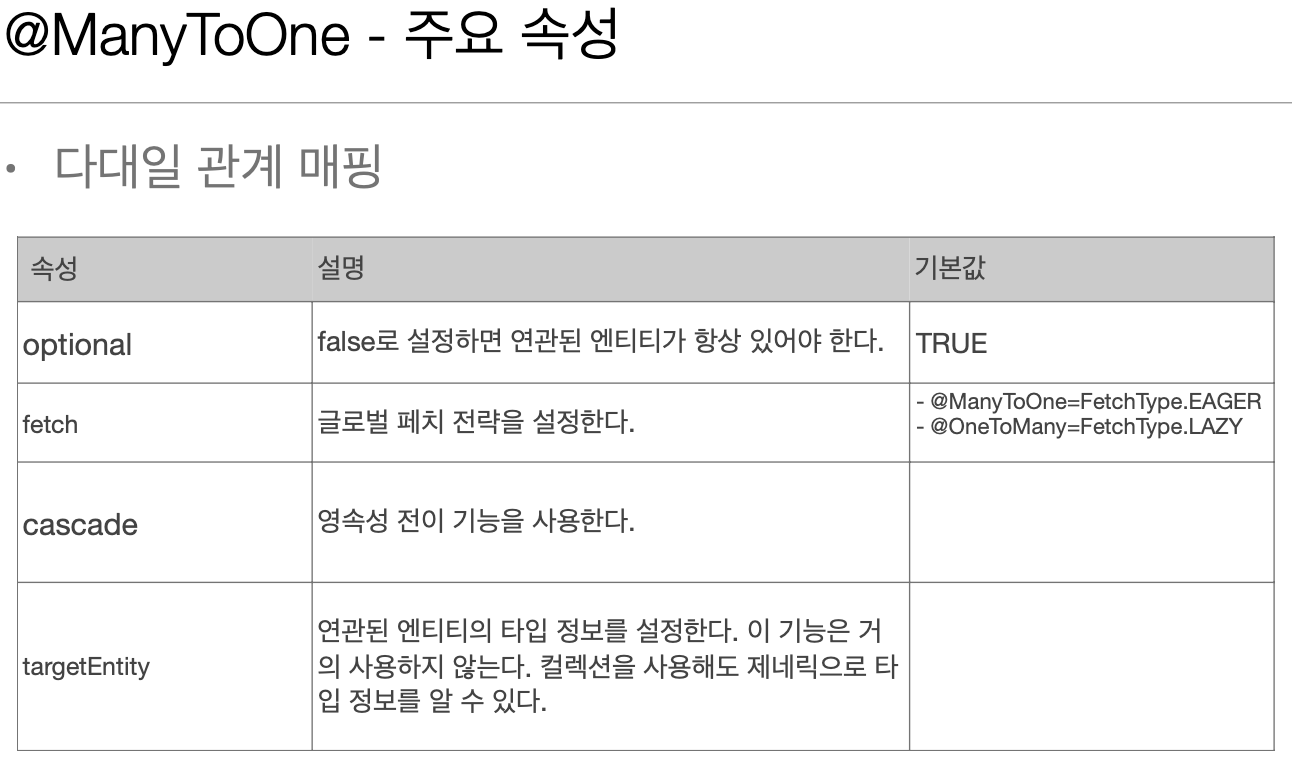 @ManyToOne - 주요 속성
• 다대일 관계 매핑
속성 설명 기본값
optional false로 설정하면 연관된 엔티티가 항상 있어야 한다. TRUE
fetch 글로벌 페치 전략을 설정한다. - @ManyToOne=FetchType.EAGER
- @OneToMany=FetchType.LAZY
cascade 영속성 전이 기능을 사용한다.
targetEntity 연관된 엔티티의 타입 정보를 설정한다. 이 기능은 거
의 사용하지 않는다. 컬렉션을 사용해도 제네릭으로 타
입 정보를 알 수 있다.